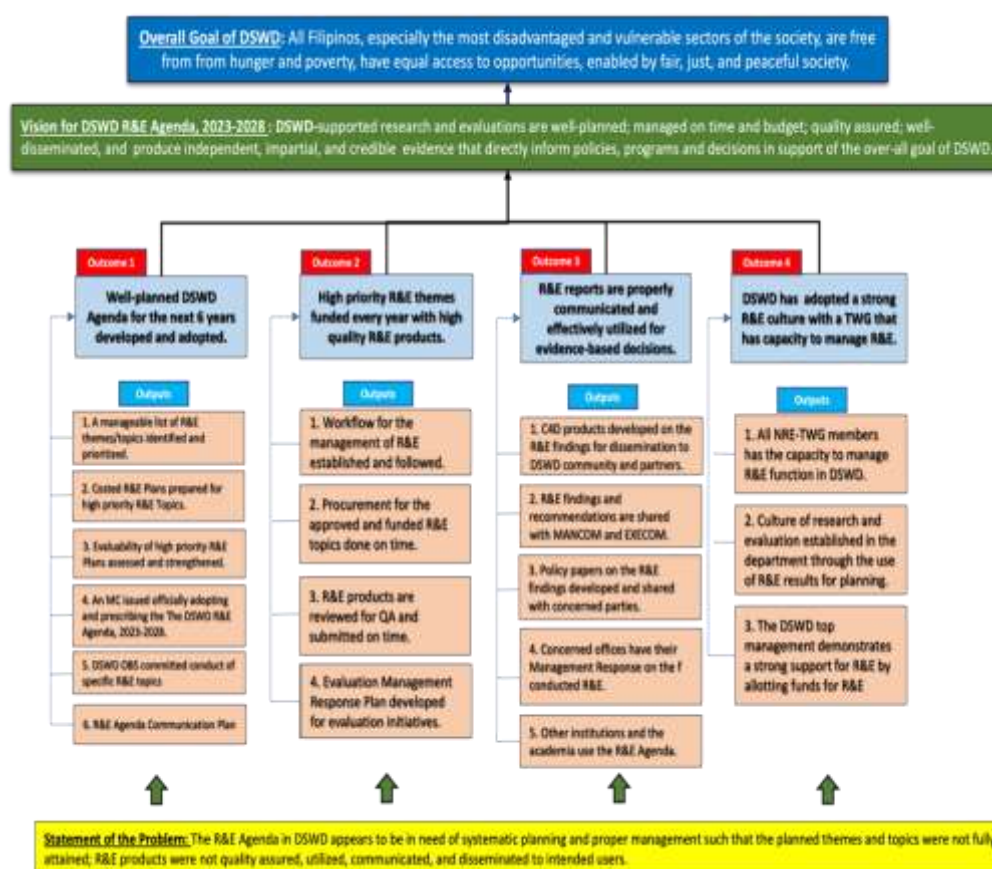 Overall Goal of DSWD: All Filipinos, especially the most disadvantaged and vulnerable sectors of the society, are free
from from hunger and poverty, have equal access to opportunities, enabled by fair, just, and peaceful society.
Vision for DSWD R&E Agenda, 2023-2028 : DSWD-supported research and evaluations are well-planned; managed on time and budget; quality assured; well-
disseminated, and produce independent, impartial, and credible evidence that directly inform policies, programs and decisions in support of the over-all goal of DSWD.
Outcome 1
Well-planned DSWD
Agenda for the next 6 years
developed and adopted.
Outputs
1. A manageable list of R&E
themes/topics identified and
prioritized.
2. Costed R&E Plans prepared for
high priority R&E Topics.
3. Evaluability of high priority R&E
Plans assessed and strengthened.
4. An MC issued officially adopting
and prescribing the The DSWD R&E
Agenda, 2023-2028.
5. DSWD OBS committed conduct of
specific R&E topics
6. R&E Agenda Communication Plan
Outcome 2
High priority R&E themes
funded every year with high
quality R&E products.
Outputs
1. Workflow for the
management of R&E
established and followed.
2. Procurement for the
approved and funded R&E
topics done on time.
3. R&E products are
reviewed for QA and
submitted on time.
4. Evaluation Management
Response Plan developed
for evaluation initiatives.
Outcome 3
R&E reports are properly
communicated and
effectively utilized for
evidence-based decisions.
Outputs
1. C4D products developed on the
R&E findings for dissemination to
DSWD community and partners.
2. R&E findings and
recommendations are shared
with MANCOM and EXECOM.
3. Policy papers on the R&E
findings developed and shared
with concerned parties.
4. Concerned offices have their
Management Response on the f
conducted R&E.
5. Other institutions and the
academia use the R&E Agenda.
Outcome 4
DSWD has adopted a strong
R&E culture with a TWG that
has capacity to manage R&E.
Outputs
1. All NRE-TWG members
has the capacity to manage
R&E function in DSWD.
2. Culture of research and
evaluation established in the
department through the use
of R&E results for planning.
3. The DSWD top
management demonstrates
a strong support for R&E by
allotting funds for R&E
Statement of the Problem: The R&E Agenda in DSWD appears to be in need of systematic planning and proper management such that the planned themes and topics were not fully
attained; R&E products were not quality assured, utilized, communicated, and disseminated to intended users.